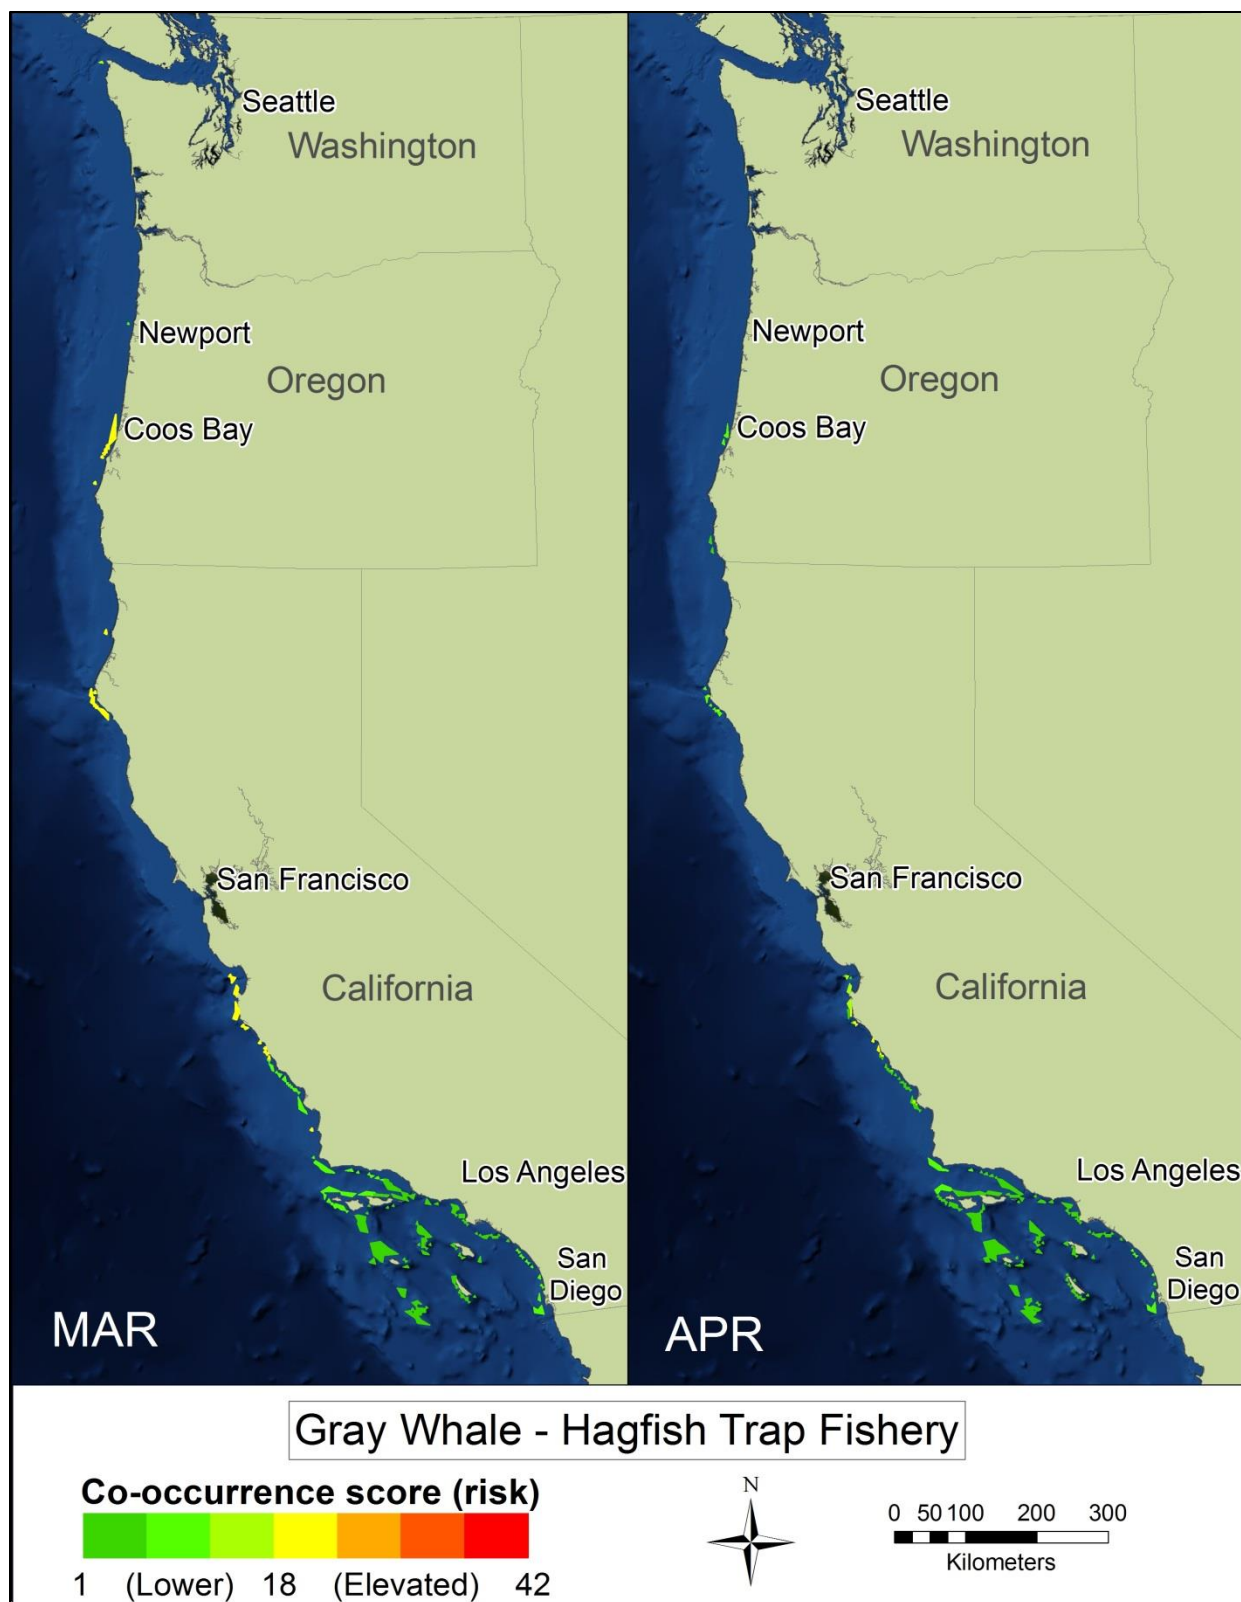 Seattle
Washington
Newport
Oregon
Coos Bay
San Francisco
California
Los Angeles
San
Diego
MAR
Seattle
Washington
Newport
Oregon
Coos Bay
San Francisco
California
Los Angeles
San
Diego
APR
Gray Whale - Hagfish Trap Fishery
Co-occurrence score (risk)
1 (Lower) 18 (Elevated) 42
N
0 50 100 200 300
Kilometers